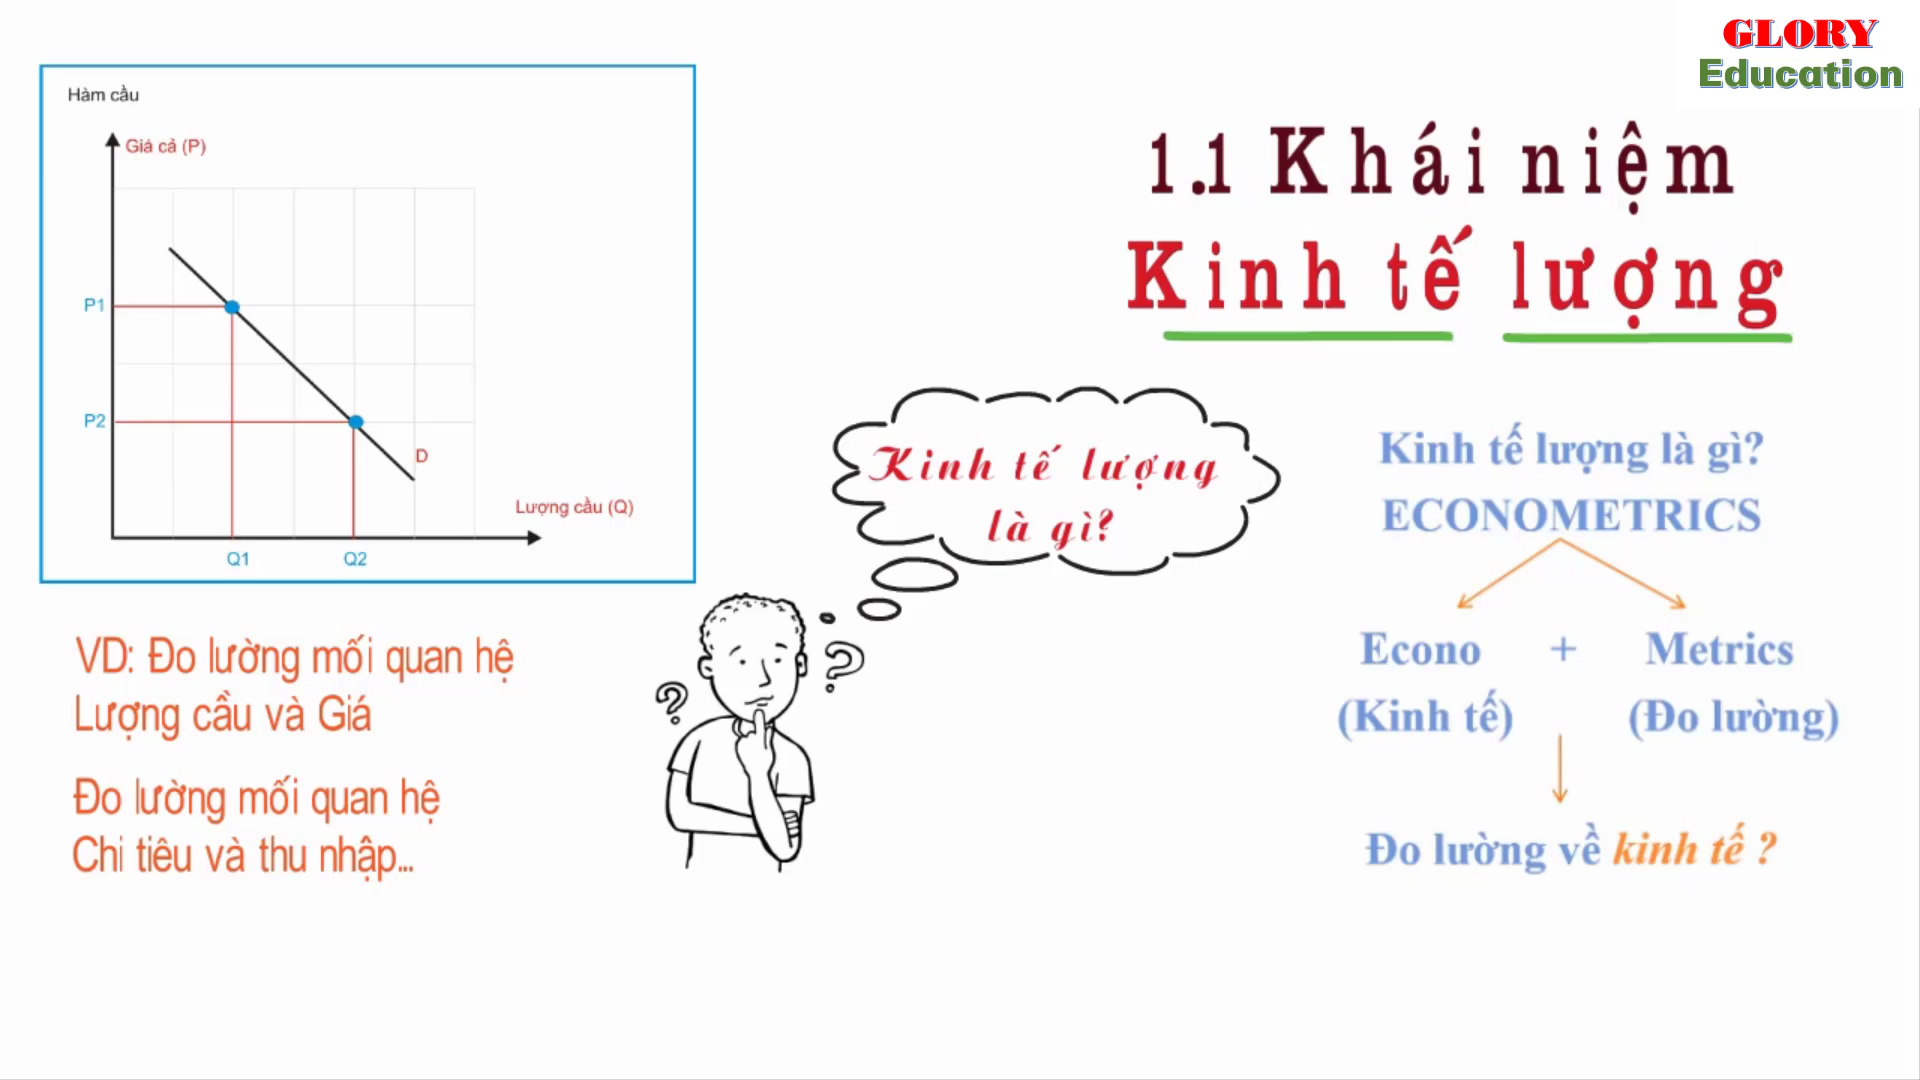 GLORY
Education
1.1 Khái niệm
Kinh tế lượng
Hàm cầu
Giá cả (P)
P1
P2
D
Lượng cầu (Q)
Q1
Q2
VD: Đo lường mối quan hệ
Lượng cầu và Giá
Đo lường mối quan hệ
Chi tiêu và thu nhập...
Kinh tế lượng
là gì?
?
?
Kinh tế lượng là gì?
ECONOMETRICS
Econo + Metrics
(Kinh tế) (Đo lường)
Đo lường về kinh tế ?